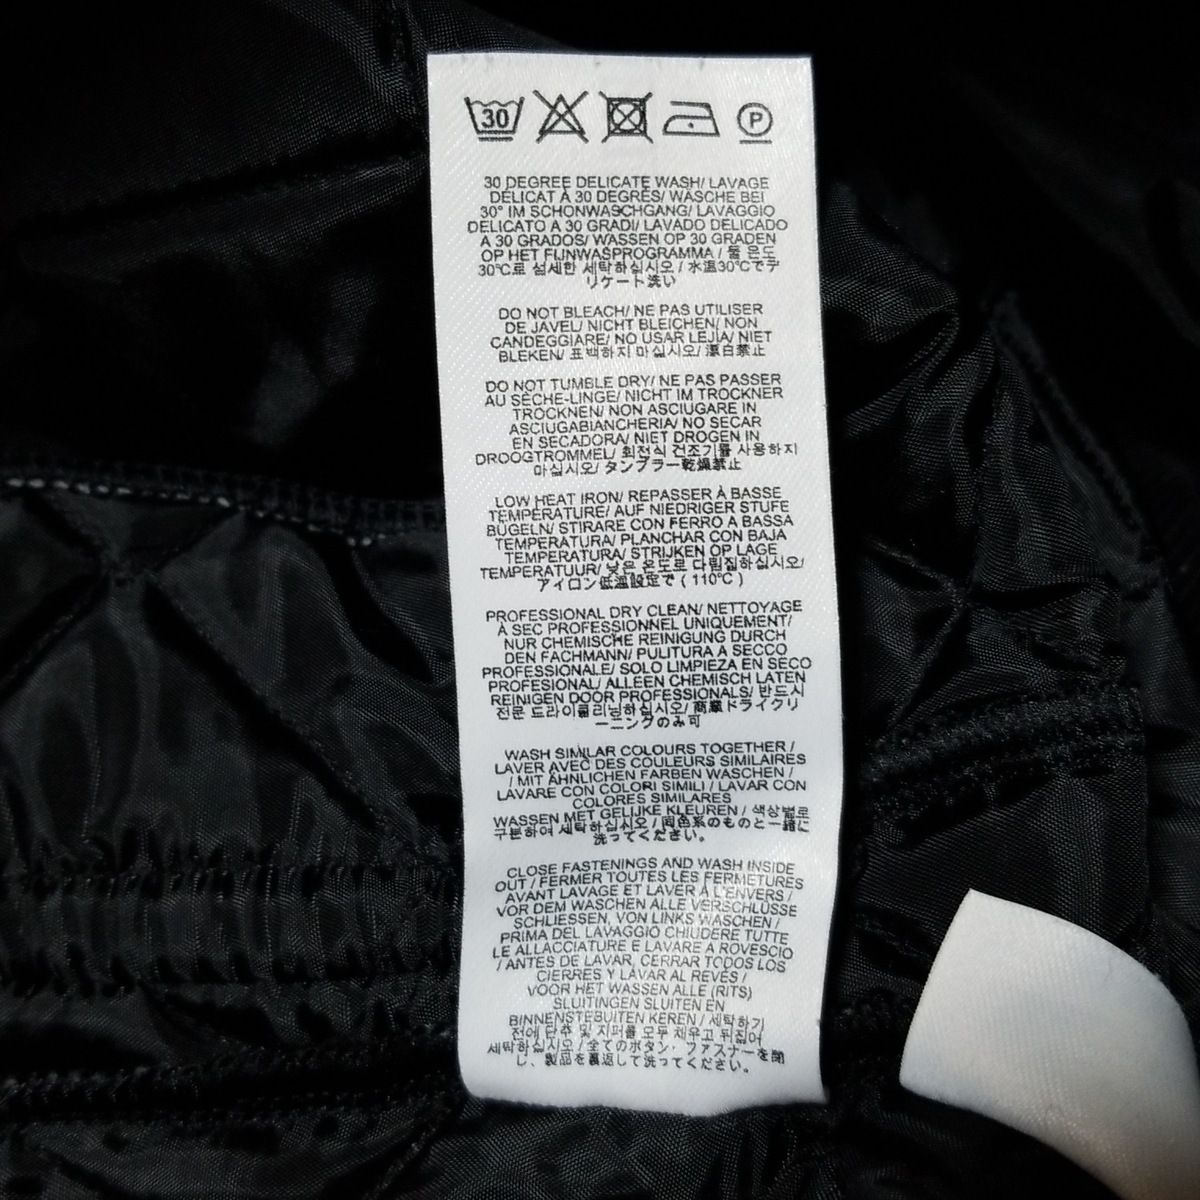 30
P
30 DEGREE DELICATE WASH/ LAVAGE
DÉLICAT À 30 DEGRÉS/ WÄSCHE BEI
30° IM SCHONWASCHGANG/ LAVAGGIO
DELICATO A 30 GRADI/ LAVADO DELICADO
A 30 GRADOS/ WASSEN OP 30 GRADEN
OP HET FIJNWASPROGRAMMA / 물 온도
30℃로 섬세한 세탁하십시오 / 水温30℃でデ
リケート洗い
DO NOT BLEACH/ NE PAS UTILISER
DE JAVEL/ NICHT BLEICHEN/ NON
CANDEGGIARE/ NO USAR LEJÍA/ NIET
BLEKEN/ 표백하지 마십시오/ 漂白禁止
DO NOT TUMBLE DRY/ NE PAS PASSER
AU SÈCHE-LINGE/ NICHT IM TROCKNER
TROCKNEN/ NON ASCIUGARE IN
ASCIUGABIANCHERIA/ NO SECAR
EN SECADORA/ NIET DROGEN IN
DROOGTROMMEL/ 회전식 건조기를 사용하지
마십시오/ タンブラー乾燥禁止
LOW HEAT IRON/ REPASSER À BASSE
TEMPÉRATURE/ AUF NIEDRIGER STUFE
BÜGELN/ STIRARE CON FERRO A BASSA
TEMPERATURA/ PLANCHAR CON BAJA
TEMPERATURA/ STRIJKEN OP LAGE
TEMPERATUUR/ 낮은 온도로 다림질하십시오/
アイロン低温設定で ( 110℃ )
PROFESSIONAL DRY CLEAN/ NETTOYAGE
À SEC PROFESSIONNEL UNIQUEMENT/
NUR CHEMISCHE REINIGUNG DURCH
DEN FACHMANN/ PULITURA A SECCO
PROFESSIONALE/ SOLO LIMPIEZA EN SECO
PROFESIONAL/ ALLEEN CHEMISCH LATEN
REINIGEN DOOR PROFESSIONALS/ 반드시
전문 드라이클리닝하십시오/ 商業ドライクリ
ーニングのみ可
WASH SIMILAR COLOURS TOGETHER /
LAVER AVEC DES COULEURS SIMILAIRES
/ MIT ÄHNLICHEN FARBEN WASCHEN /
LAVARE CON COLORI SIMILI / LAVAR CON
COLORES SIMILARES
WASSEN MET GELIJKE KLEUREN / 색상별로
구분하여 세탁하십시오 / 同色系のものと一緒に
洗ってください。
CLOSE FASTENINGS AND WASH INSIDE
OUT / FERMER TOUTES LES FERMETURES
AVANT LAVAGE ET LAVER À L'ENVERS /
VOR DEM WASCHEN ALLE VERSCHLÜSSE
SCHLIESSEN, VON LINKS WASCHEN /
PRIMA DEL LAVAGGIO CHIUDERE TUTTE
LE ALLACCIATURE E LAVARE A ROVESCIO
/ ANTES DE LAVAR, CERRAR TODOS LOS
CIERRES Y LAVAR AL REVÉS /
VOOR HET WASSEN ALLE (RITS)
SLUITINGEN SLUITEN EN
BINNENSTEBUITEN KEREN / 세탁하기
전에 단추 및 지퍼를 모두 채우고 뒤집어
세탁하십시오 / 全てのボタン・ファスナーを閉
じ、製品を裏返して洗ってください。